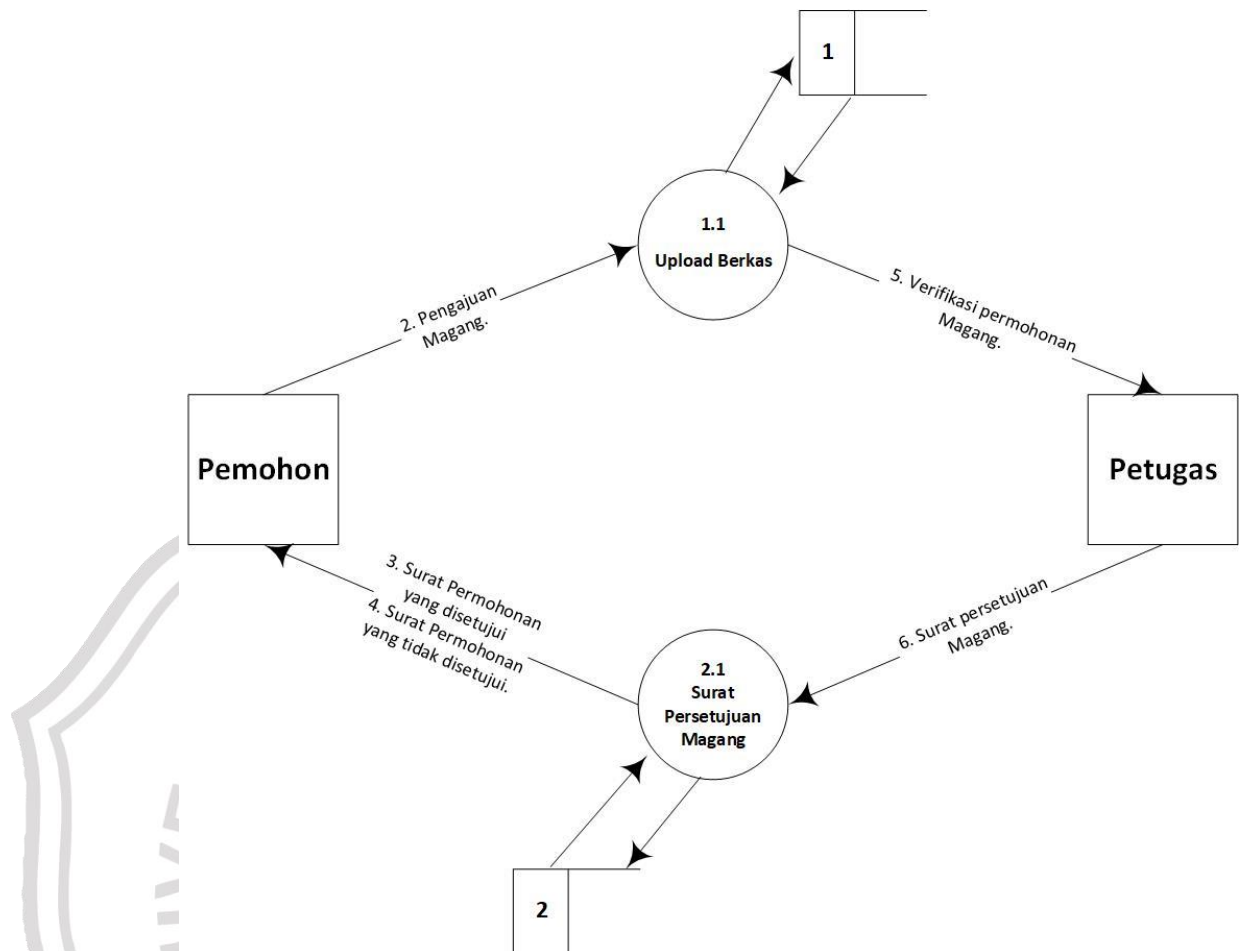 1
1.1
Upload Berkas
2. Pengajuan
Magang.
5. Verifikasi permohonan
Magang.
Pemohon
Petugas
3. Surat Permohonan
yang disetujui
4. Surat Permohonan
yang tidak disetujui.
6. Surat persetujuan
Magang.
2.1
Surat
Persetujuan
Magang
2